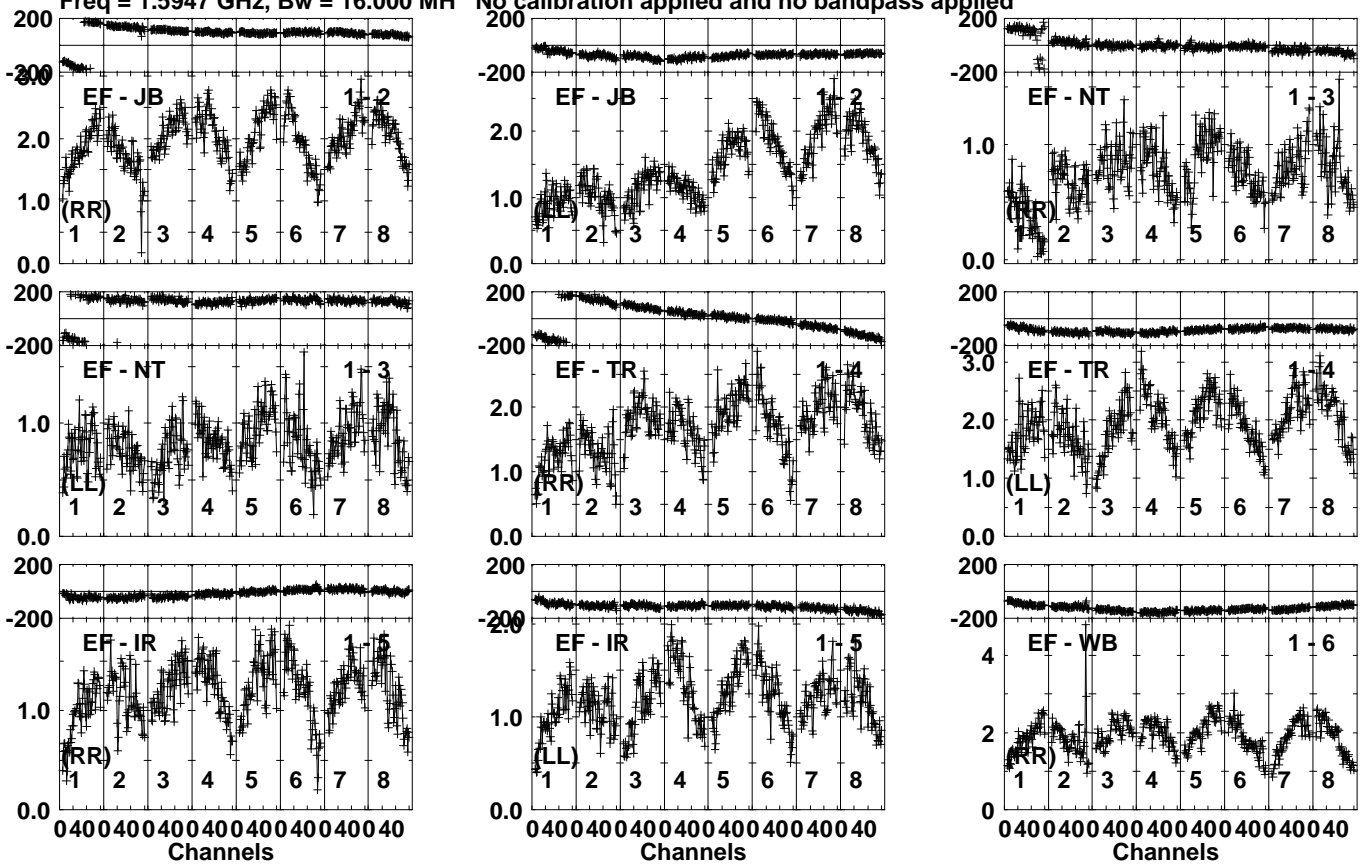 Freq = 1.5947 GHz, Bw = 16.000 MH No calibration applied and no bandpass applied
200
-200
3.0
2.0
1.0
0.0
EF - JB 1 - 2
(RR)
1 2 3 4 5 6 7 8
200
-200
2.0
1.0
0.0
EF - JB 1 - 2
(LL)
1 2 3 4 5 6 7 8
200
-200
1.0
0.0
EF - NT 1 - 3
(RR)
1 2 3 4 5 6 7 8
200
-200
1.0
0.0
EF - NT 1 - 3
(LL)
1 2 3 4 5 6 7 8
200
-200
2.0
1.0
0.0
EF - TR 1 - 4
(RR)
1 2 3 4 5 6 7 8
200
-200
3.0
2.0
1.0
0.0
EF - TR 1 - 4
(LL)
1 2 3 4 5 6 7 8
200
-200
1.0
0.0
EF - IR 1 - 5
(RR)
1 2 3 4 5 6 7 8
0 40 0 40 0 40 0 40 0 40 0 40 0 40 0 40
Channels
200
-200
2.0
1.0
0.0
EF - IR 1 - 5
(LL)
1 2 3 4 5 6 7 8
0 40 0 40 0 40 0 40 0 40 0 40 0 40 0 40
Channels
200
-200
4
2
0
EF - WB 1 - 6
(RR)
1 2 3 4 5 6 7 8
0 40 0 40 0 40 0 40 0 40 0 40 0 40 0 40
Channels